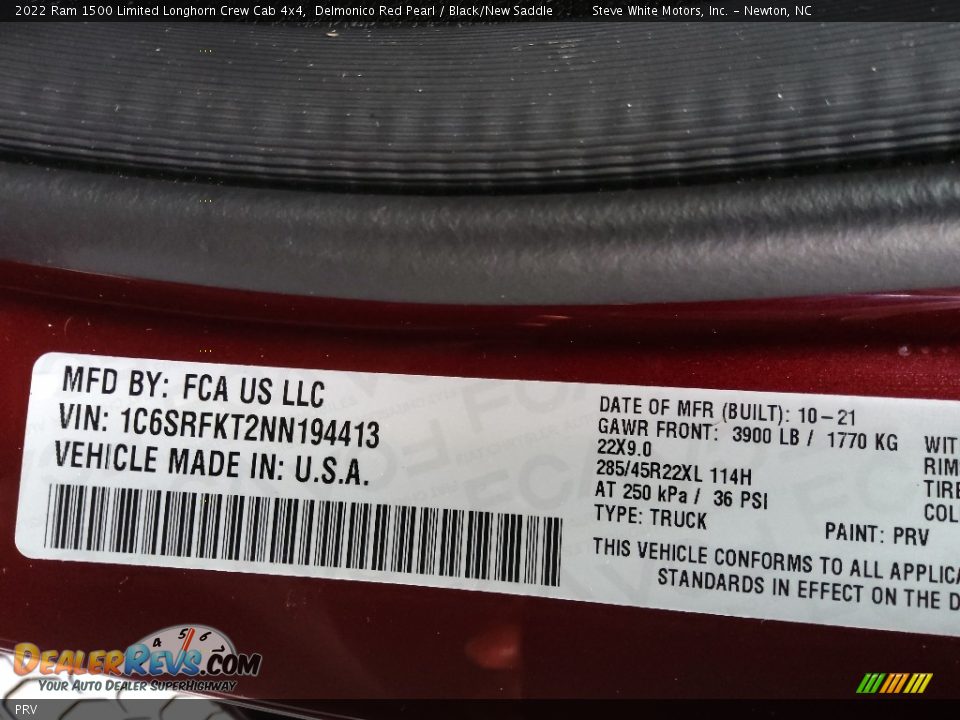 2022 Ram 1500 Limited Longhorn Crew Cab 4x4, Delmonico Red Pearl / Black/New Saddle Steve White Motors, Inc. - Newton, NC
MFD BY: FCA US LLC
VIN: 1C6SRFKT2NN194413
VEHICLE MADE IN: U.S.A.
DATE OF MFR (BUILT): 10-21
GAWR FRONT: 3900 LB / 1770 KG
22X9.0
285/45R22XL 114H
AT 250 kPa / 36 PSI
TYPE: TRUCK
PAINT: PRV
WIT
RIM
TIRE
COL
THIS VEHICLE CONFORMS TO ALL APPLICA
STANDARDS IN EFFECT ON THE D
4 5 6
DEALERREVS.COM
YOUR AUTO DEALER SUPERHIGHWAY
PRV